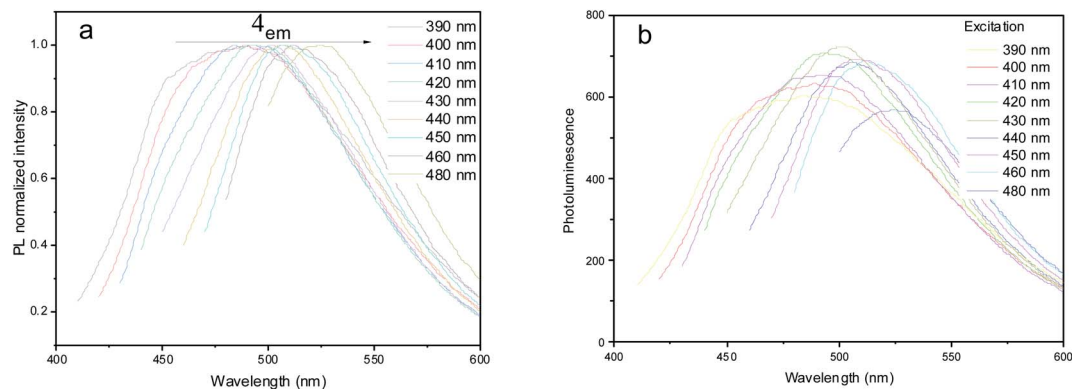 a
4em
390 nm
400 nm
410 nm
420 nm
430 nm
440 nm
450 nm
460 nm
480 nm
PL normalized intensity
1.0
0.8
0.6
0.4
0.2
400 450 500 550 600
Wavelength (nm)
b
Excitation
390 nm
400 nm
410 nm
420 nm
430 nm
440 nm
450 nm
460 nm
480 nm
Photoluminescence
800
600
400
200
0
400 450 500 550 600
Wavelength (nm)